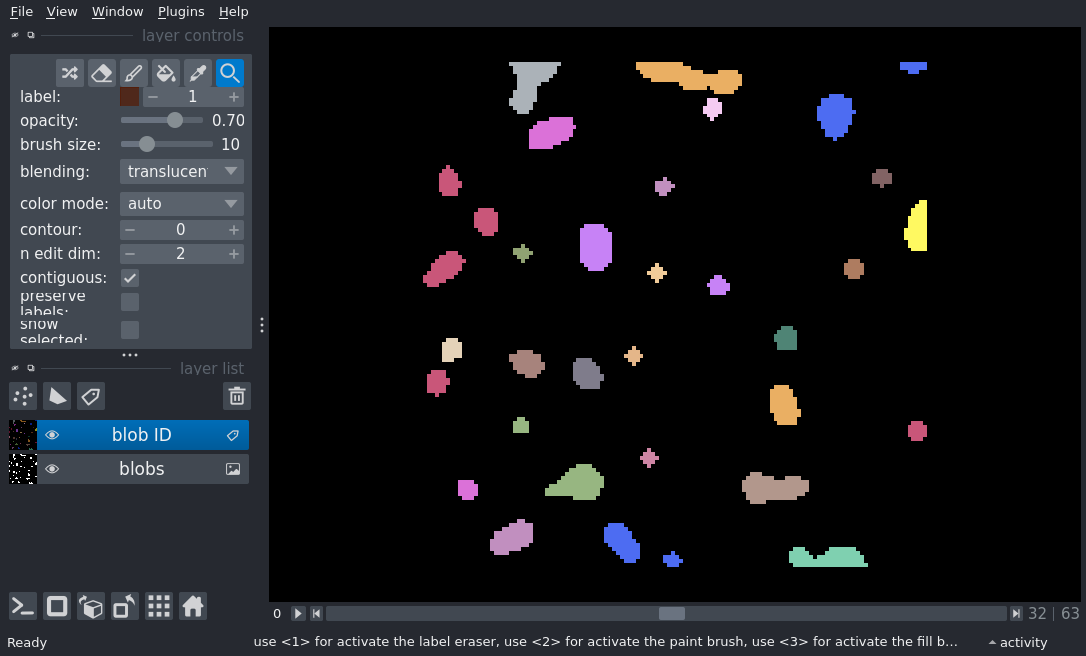 File View Window Plugins Help
layer controls
label: 1
opacity: 0.70
brush size: 10
blending: translucen
color mode: auto
contour: 0
n edit dim: 2
contiguous:
preserve
labels:
show
selected:
layer list
blob ID
blobs
0 32 63
Ready use <1> for activate the label eraser, use <2> for activate the paint brush, use <3> for activate the fill b... activity